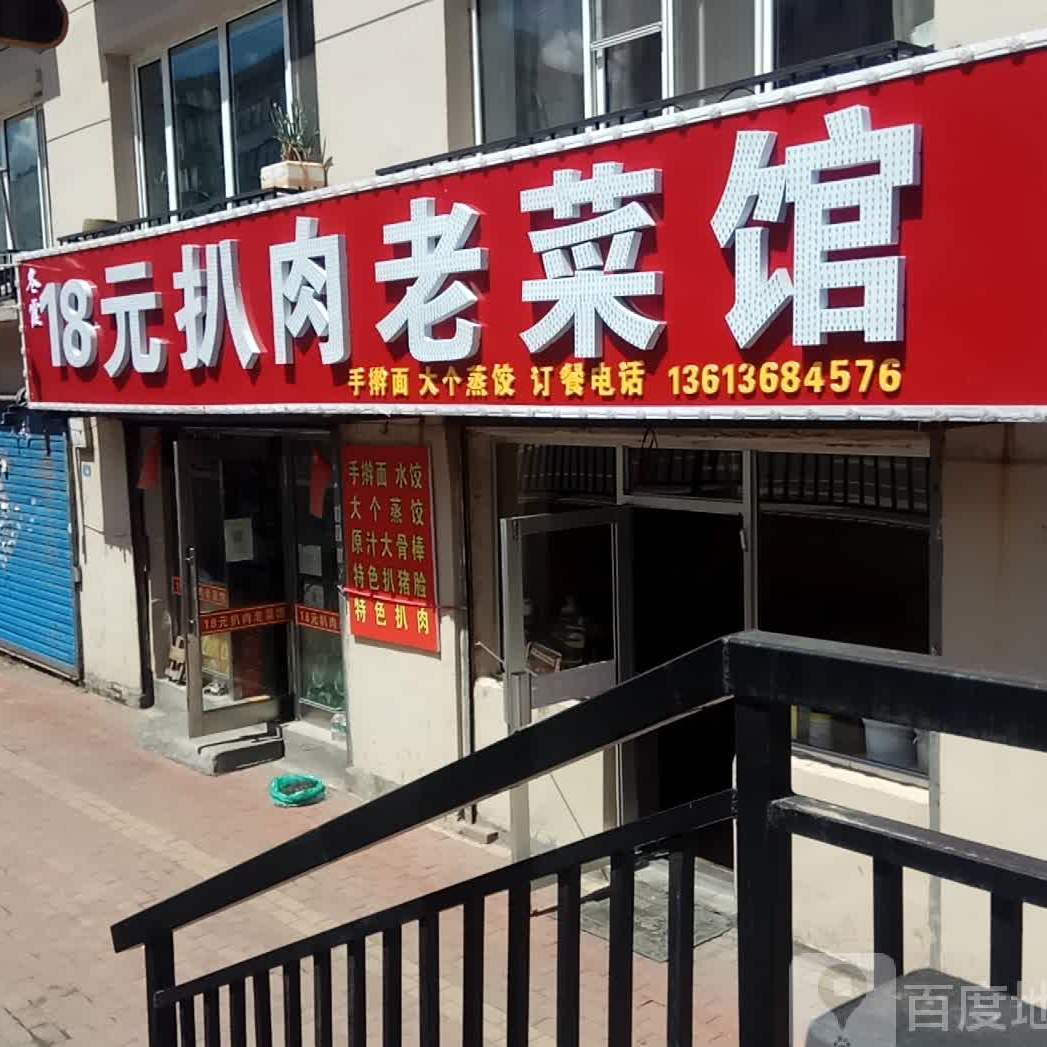 冬雪
18元扒肉老菜馆
手擀面 大个蒸饺 订餐电话 13613684576
手擀面 水饺
大个蒸饺
原汁大骨棒
特色扒猪脸
特色扒肉
18元扒肉老菜馆
18元扒肉
百度地